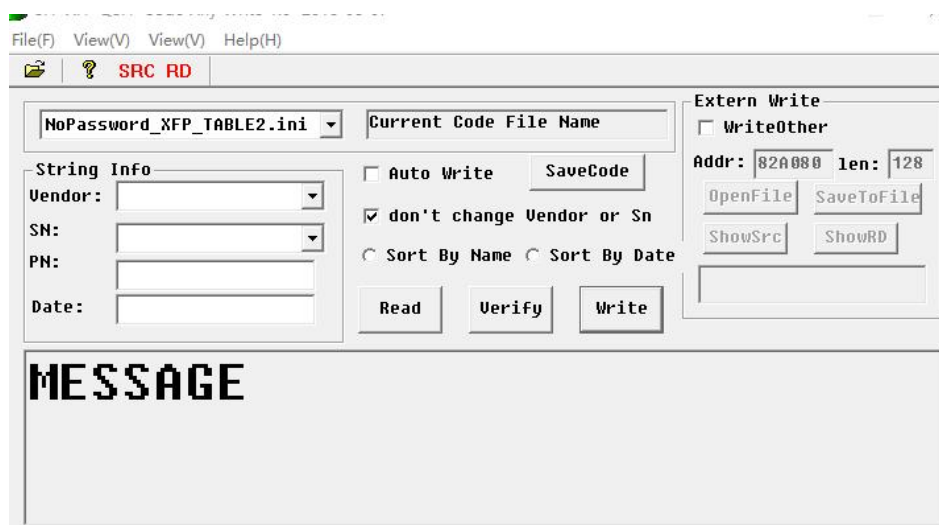 File(F) View(V) View(V) Help(H)
SRC RD
NoPassword_XFP_TABLE2.ini
Current Code File Name
String Info
Vendor:
SN:
PN:
Date:
Auto Write
SaveCode
don't change Vendor or Sn
Sort By Name
Sort By Date
Read
Verify
Write
Extern Write
WriteOther
Addr: 82A080 len: 128
OpenFile
SaveToFile
ShowSrc
ShowRD
MESSAGE